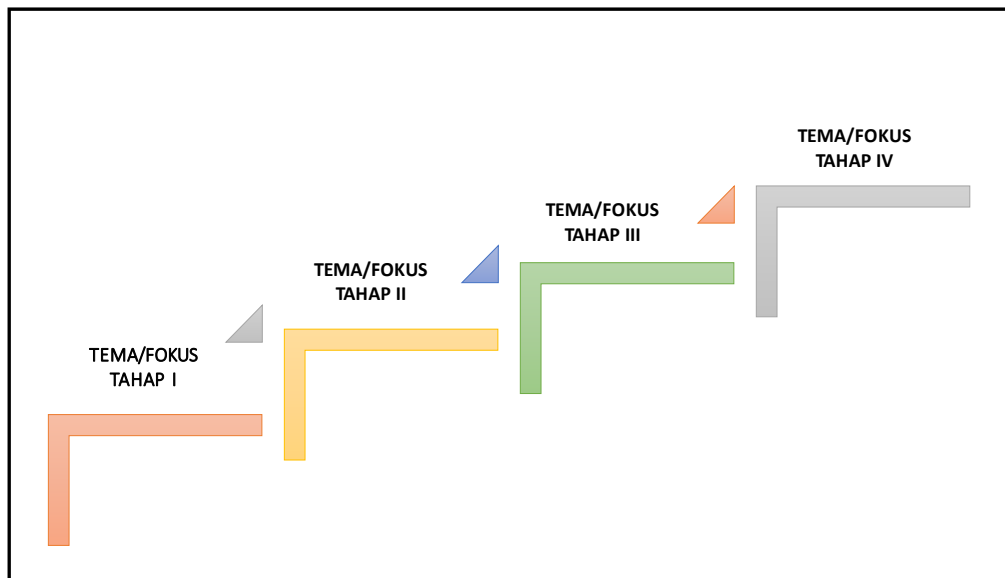 TEMA/FOKUS
TAHAP I
TEMA/FOKUS
TAHAP II
TEMA/FOKUS
TAHAP III
TEMA/FOKUS
TAHAP IV